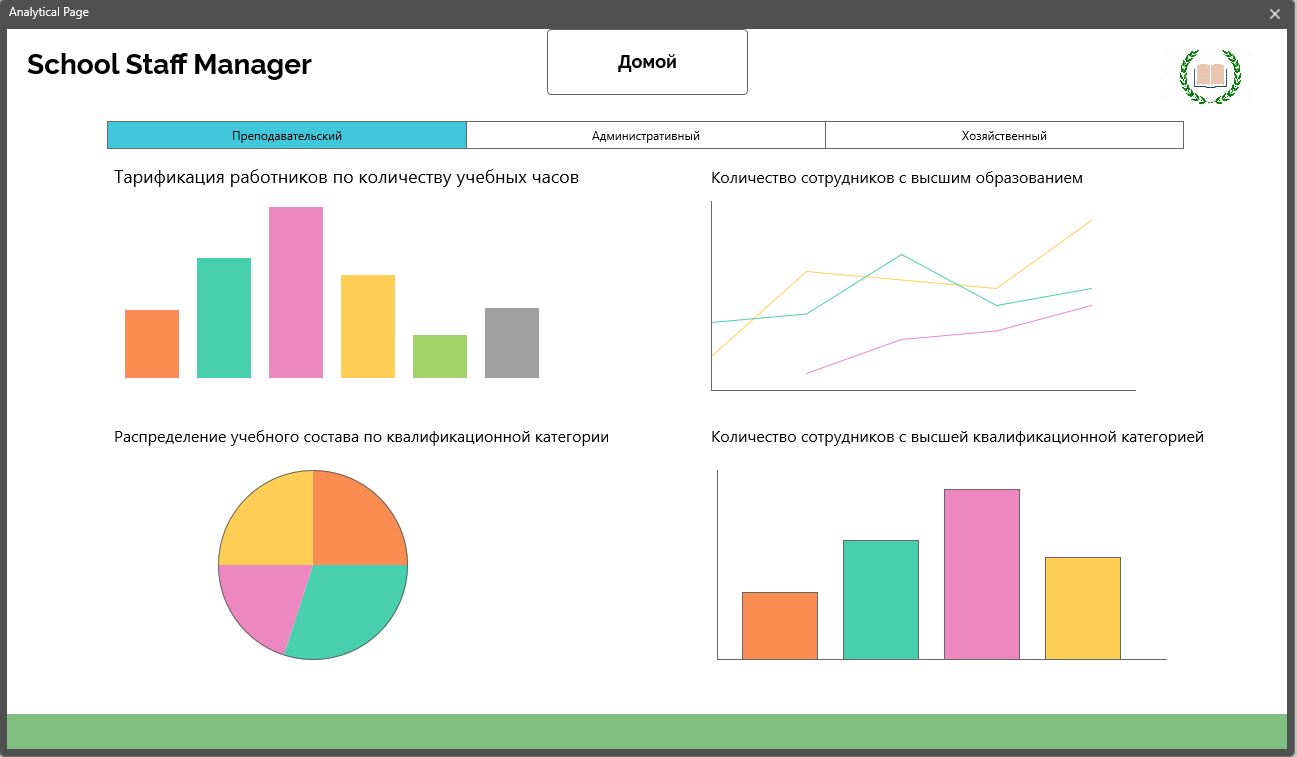 Analytical Page
School Staff Manager
Домой
Преподавательский
Административный
Хозяйственный
Тарификация работников по количеству учебных часов
Количество сотрудников с высшим образованием
Распределение учебного состава по квалификационной категории
Количество сотрудников с высшей квалификационной категорией